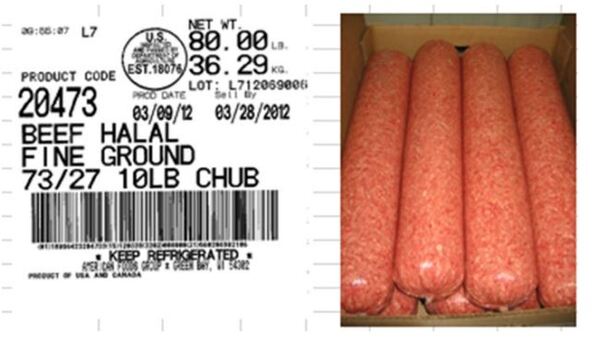 09:55:07 L7
U.S.
EST.18076
NET WT.
80.00 LB.
36.29 KG.
LOT: L712069006
PRODUCT CODE
20473
PROD DATE
03/09/12
Sell By
03/28/2012
BEEF HALAL
FINE GROUND
73/27 10LB CHUB
* KEEP REFRIGERATED *
AMERICAN FOODS GROUP * GREEN BAY, WI 54302
PRODUCT OF USA AND CANADA